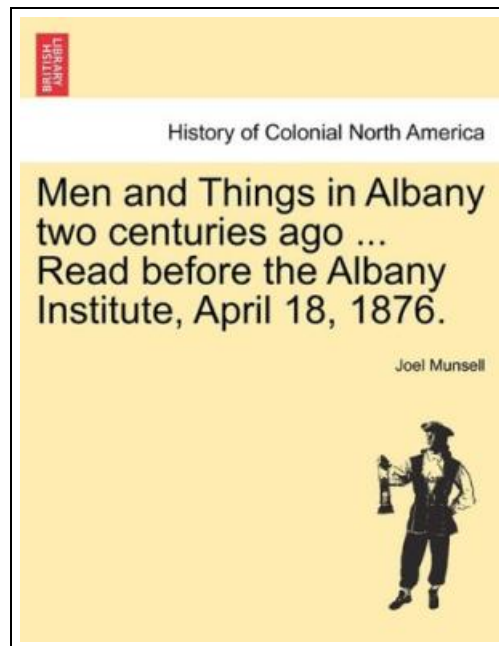 BRITISH
LIBRARY
History of Colonial North America
Men and Things in Albany
two centuries ago ...
Read before the Albany
Institute, April 18, 1876.
Joel Munsell